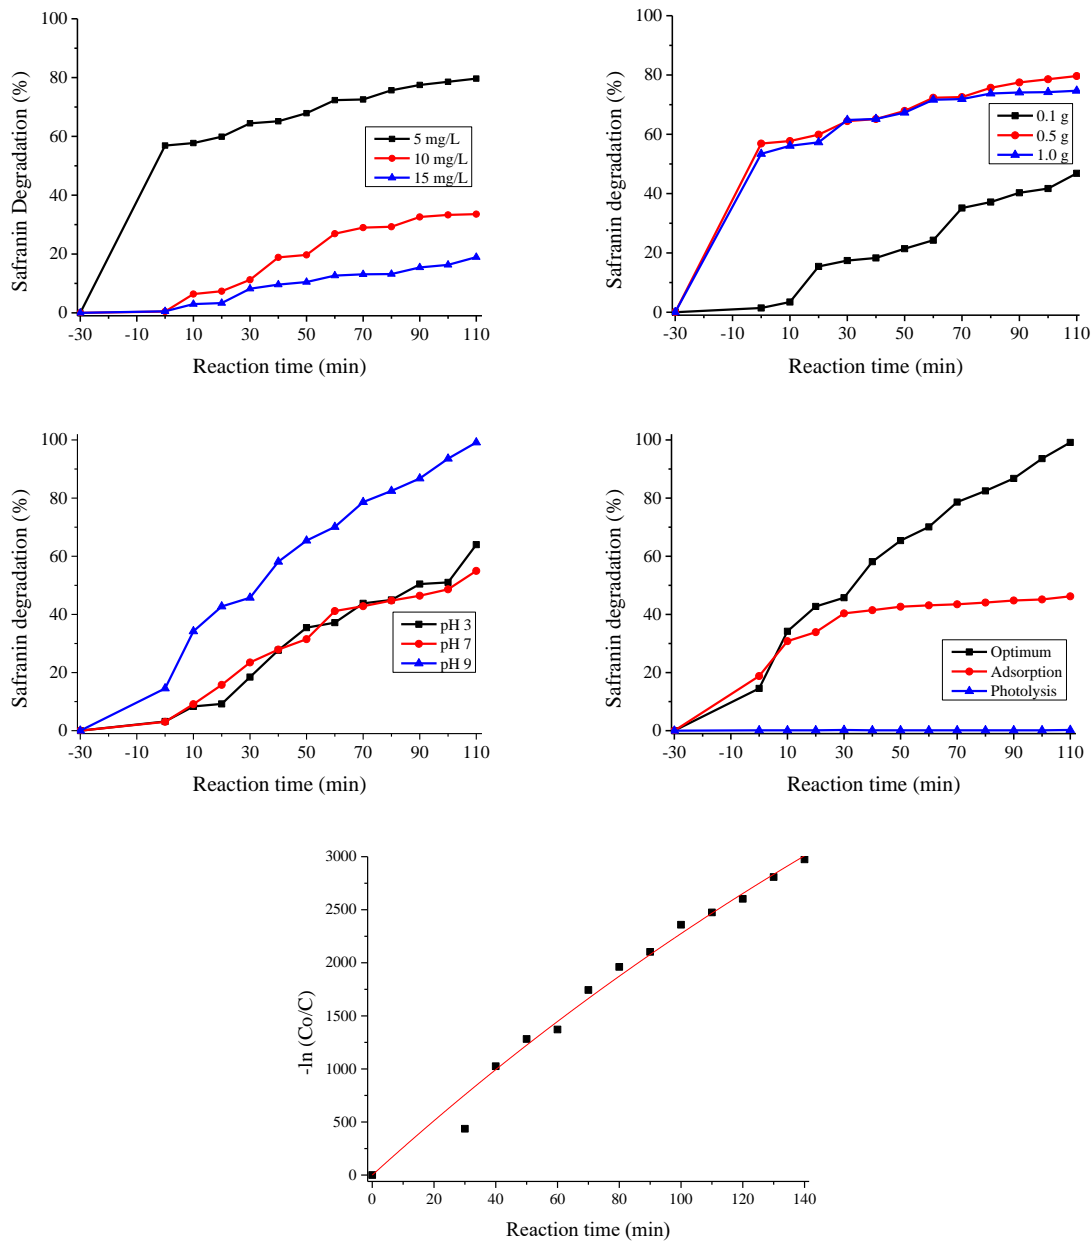 Safranin Degradation (%)
100
80
60
40
20
0
5 mg/L
10 mg/L
15 mg/L
-30 -10 10 30 50 70 90 110
Reaction time (min)
Safranin degradation (%)
100
80
60
40
20
0
0.1 g
0.5 g
1.0 g
-30 -10 10 30 50 70 90 110
Reaction time (min)
Safranin degradation (%)
100
80
60
40
20
0
pH 3
pH 7
pH 9
-30 -10 10 30 50 70 90 110
Reaction time (min)
Safranin degradation (%)
100
80
60
40
20
0
Optimum
Adsorption
Photolysis
-30 -10 10 30 50 70 90 110
Reaction time (min)
-ln (Co/C)
3000
2500
2000
1500
1000
500
0
0 20 40 60 80 100 120 140
Reaction time (min)